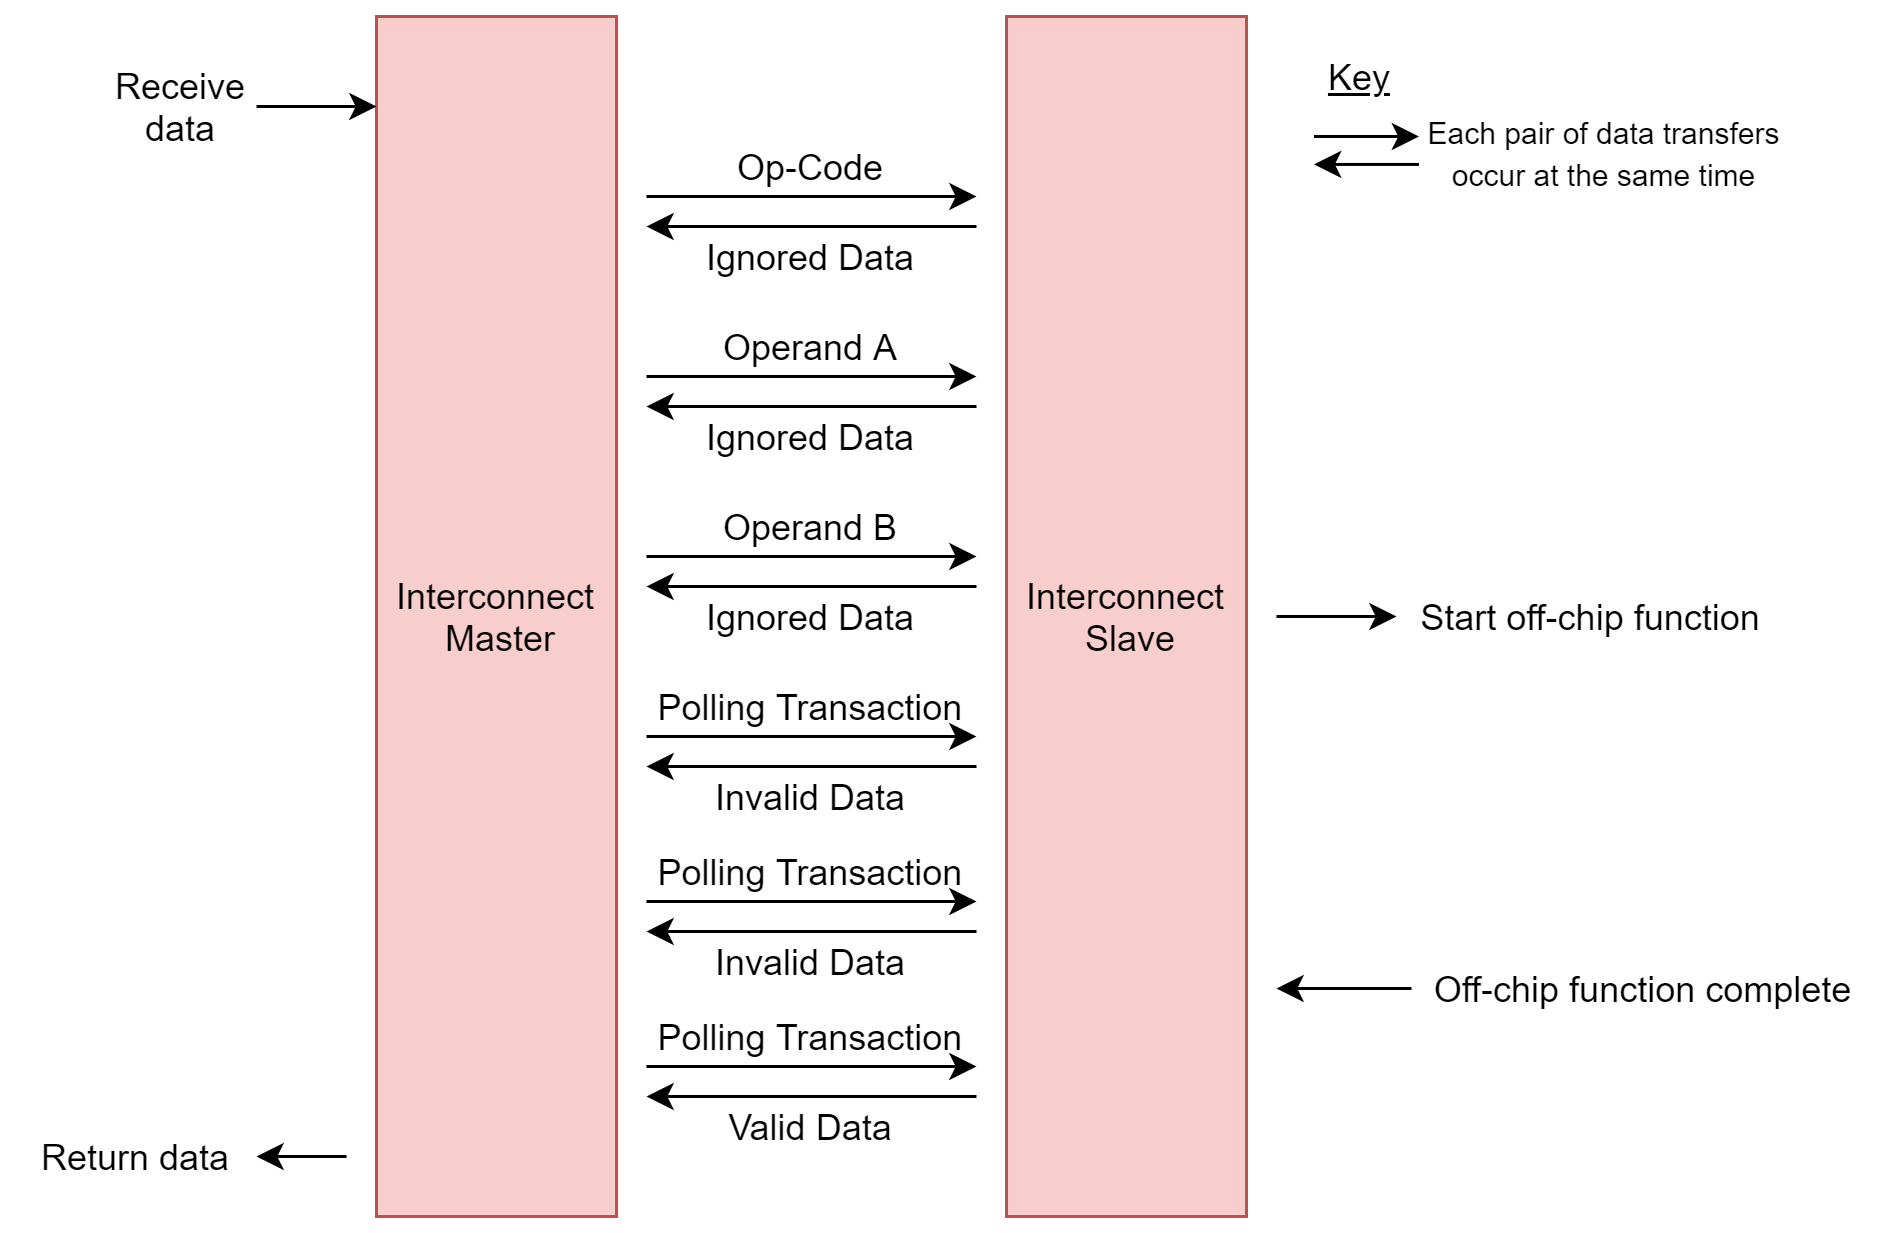 Receive
data
Key
Each pair of data transfers
occur at the same time
Op-Code
Ignored Data
Operand A
Ignored Data
Operand B
Ignored Data
Interconnect
Master
Interconnect
Slave
Start off-chip function
Polling Transaction
Invalid Data
Polling Transaction
Invalid Data
Off-chip function complete
Polling Transaction
Valid Data
Return data